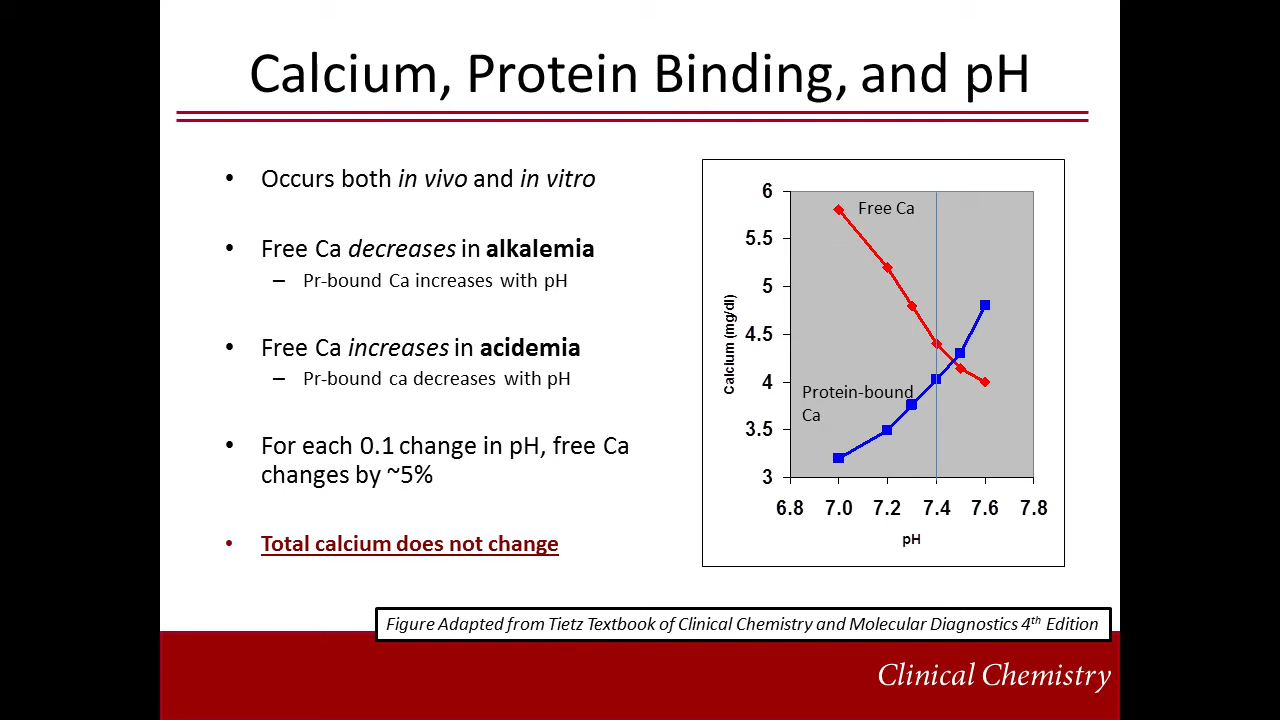 Calcium, Protein Binding, and pH
• Occurs both in vivo and in vitro
• Free Ca decreases in alkalemia
– Pr-bound Ca increases with pH
• Free Ca increases in acidemia
– Pr-bound ca decreases with pH
• For each 0.1 change in pH, free Ca
changes by ~5%
• Total calcium does not change
6
5.5
5
4.5
4
3.5
3
Calcium (mg/dl)
Free Ca
Protein-bound
Ca
6.8 7.0 7.2 7.4 7.6 7.8
pH
Figure Adapted from Tietz Textbook of Clinical Chemistry and Molecular Diagnostics 4th Edition
Clinical Chemistry